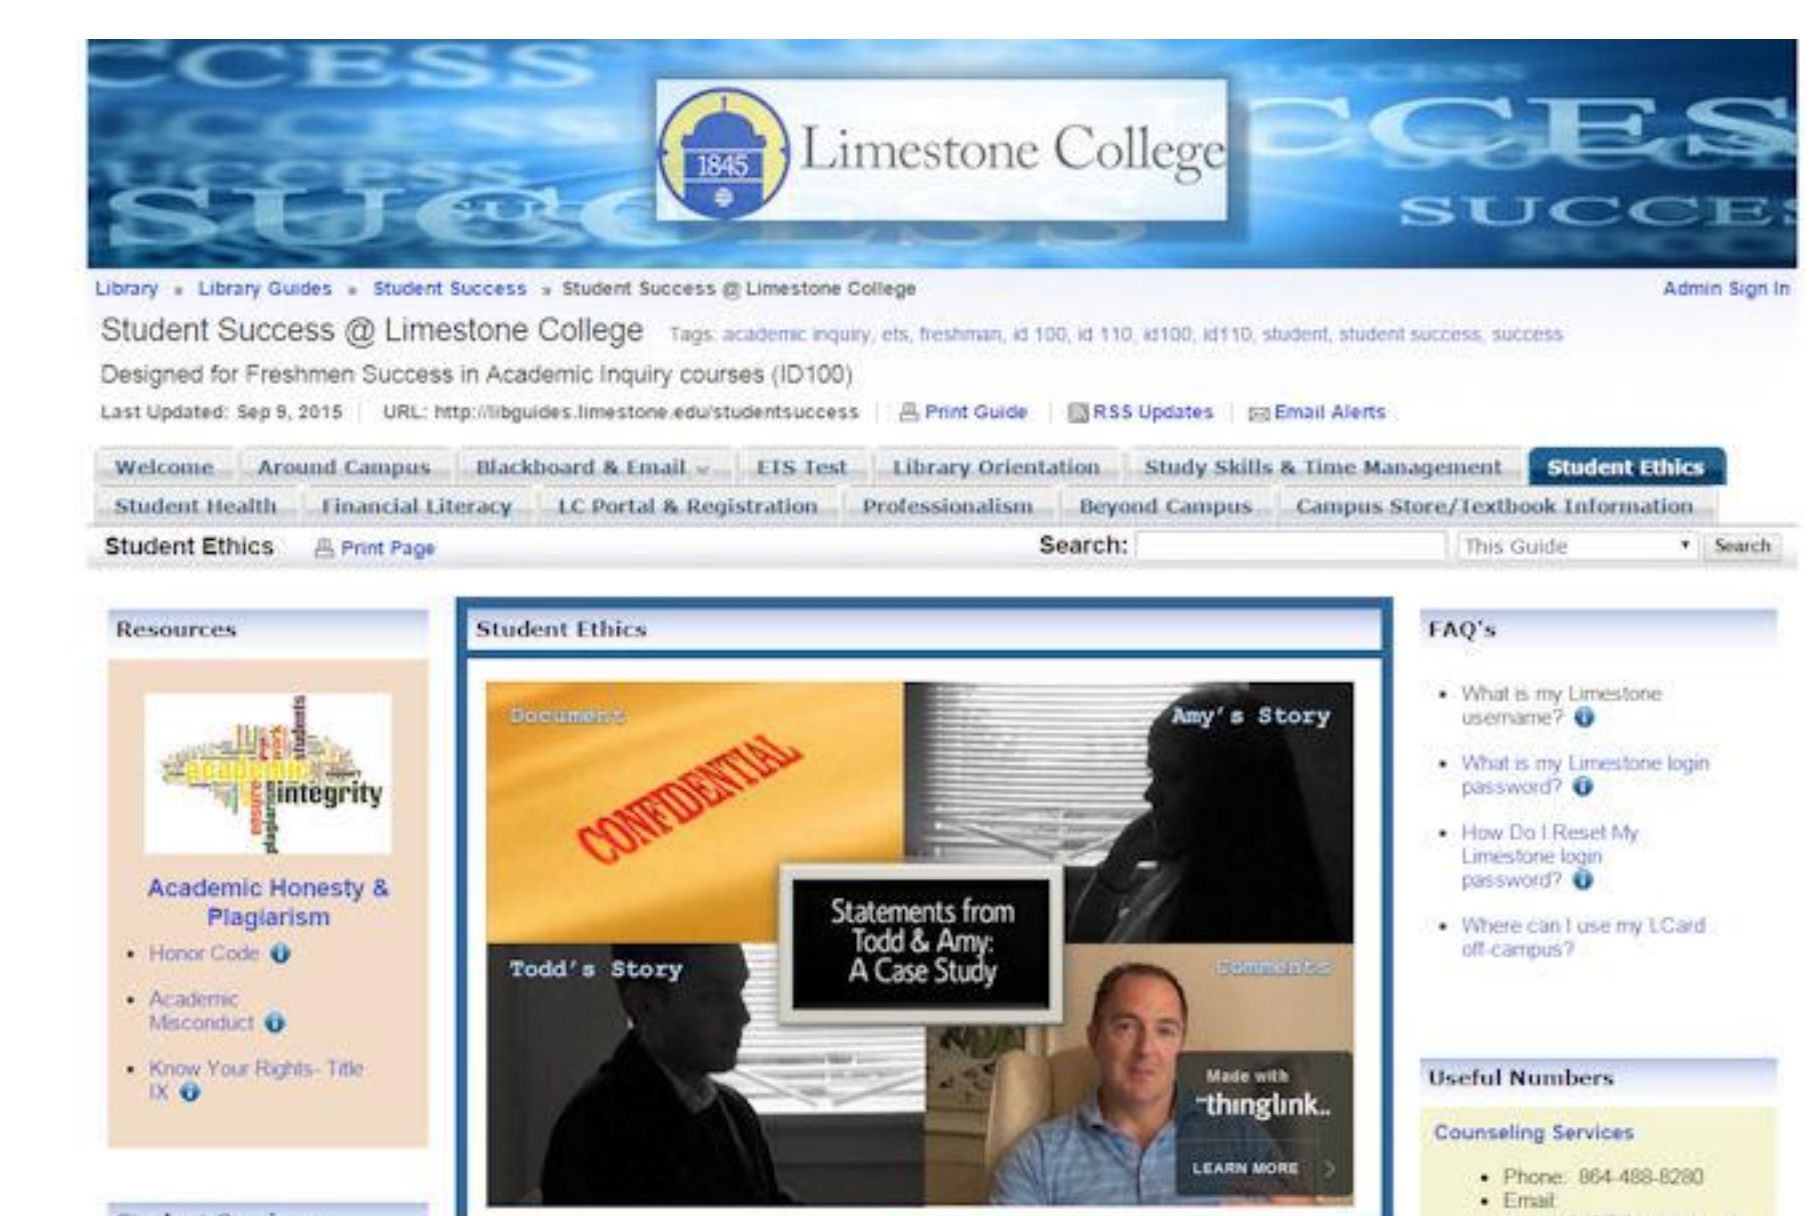 CCESS
SUCCESS
CCES
SUCCE
1845
Limestone College
Library » Library Guides » Student Success » Student Success @ Limestone College
Admin Sign In
Student Success @ Limestone College Tags: academic inquiry, ets, freshman, id 100, id 110, id100, id110, student, student success, success
Designed for Freshmen Success in Academic Inquiry courses (ID100)
Last Updated: Sep 9, 2015 | URL: http://libguides.limestone.edu/studentsuccess | Print Guide | RSS Updates | Email Alerts
Welcome Around Campus Blackboard & Email ETS Test Library Orientation Study Skills & Time Management Student Ethics
Student Health Financial Literacy LC Portal & Registration Professionalism Beyond Campus Campus Store/Textbook Information
Student Ethics Print Page Search: This Guide Search
Resources
students
work
academic
integrity
ensure
plagiarism
Academic Honesty &
Plagiarism
• Honor Code
• Academic
Misconduct
• Know Your Rights- Title
IX
Student Ethics
Document
CONFIDENTIAL
Amy's Story
Statements from
Todd & Amy:
A Case Study
Todd's Story
Comments
Made with
thinglink..
LEARN MORE
FAQ's
• What is my Limestone
username?
• What is my Limestone login
password?
• How Do I Reset My
Limestone login
password?
• Where can I use my LCard
off-campus?
Useful Numbers
Counseling Services
• Phone: 864-488-8280
• Email: